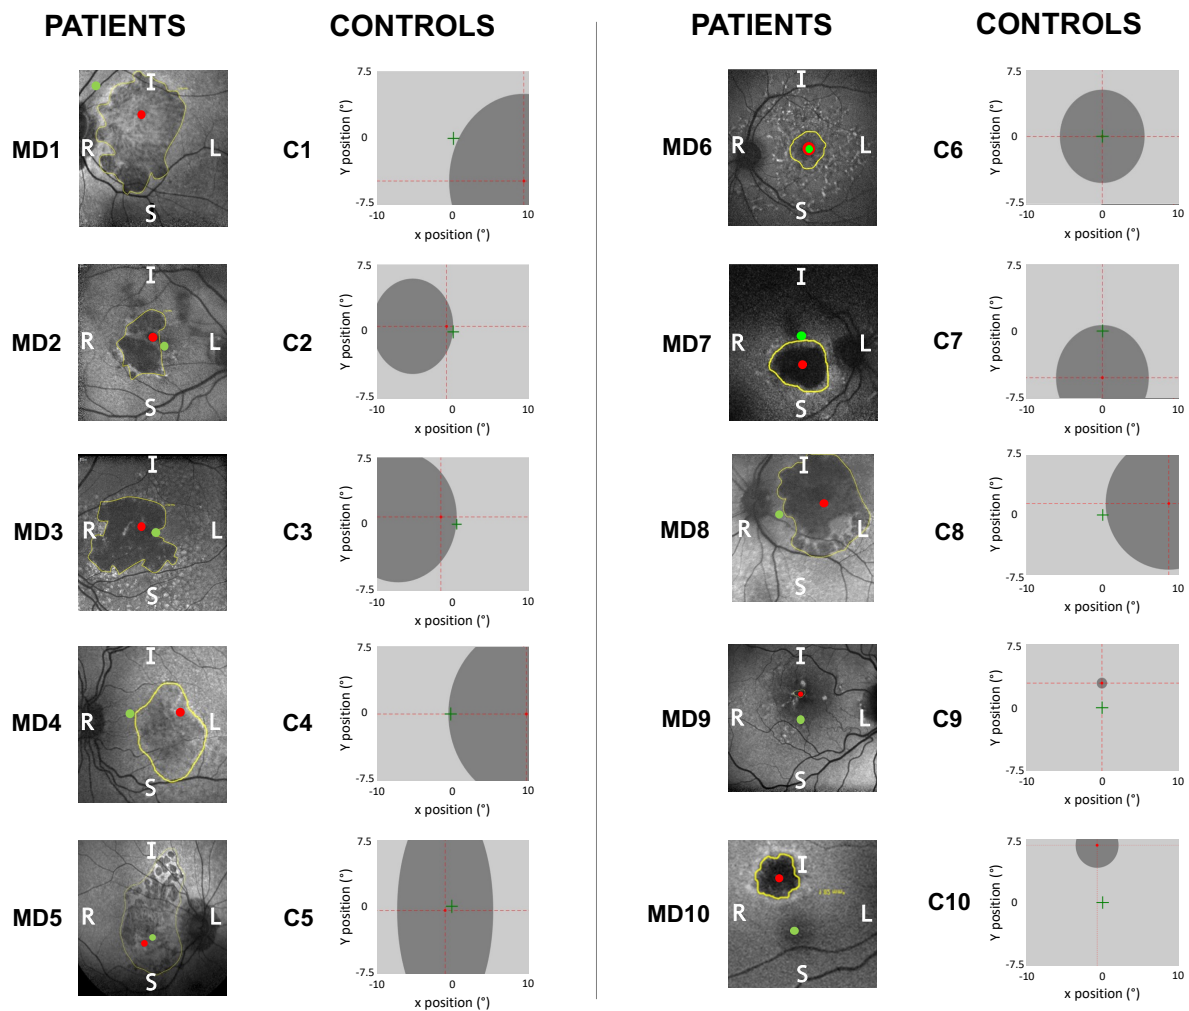 PATIENTS CONTROLS PATIENTS CONTROLS
MD1
I
R L
S
C1
Y position (°)
7.5
0
-7.5
-10 0 10
x position (°)
MD2
I
R L
S
C2
Y position (°)
7.5
0
-7.5
-10 0 10
x position (°)
MD3
I
R L
S
C3
Y position (°)
7.5
0
-7.5
-10 0 10
x position (°)
MD4
I
R L
S
C4
Y position (°)
7.5
0
-7.5
-10 0 10
x position (°)
MD5
I
R L
S
C5
Y position (°)
7.5
0
-7.5
-10 0 10
x position (°)
MD6
I
R L
S
C6
Y position (°)
7.5
0
-7.5
-10 0 10
x position (°)
MD7
I
R L
S
C7
Y position (°)
7.5
0
-7.5
-10 0 10
x position (°)
MD8
I
R L
S
C8
Y position (°)
7.5
0
-7.5
-10 0 10
x position (°)
MD9
I
R L
S
C9
Y position (°)
7.5
0
-7.5
-10 0 10
x position (°)
MD10
I
R L
S
C10
Y position (°)
7.5
0
-7.5
-10 0 10
x position (°)